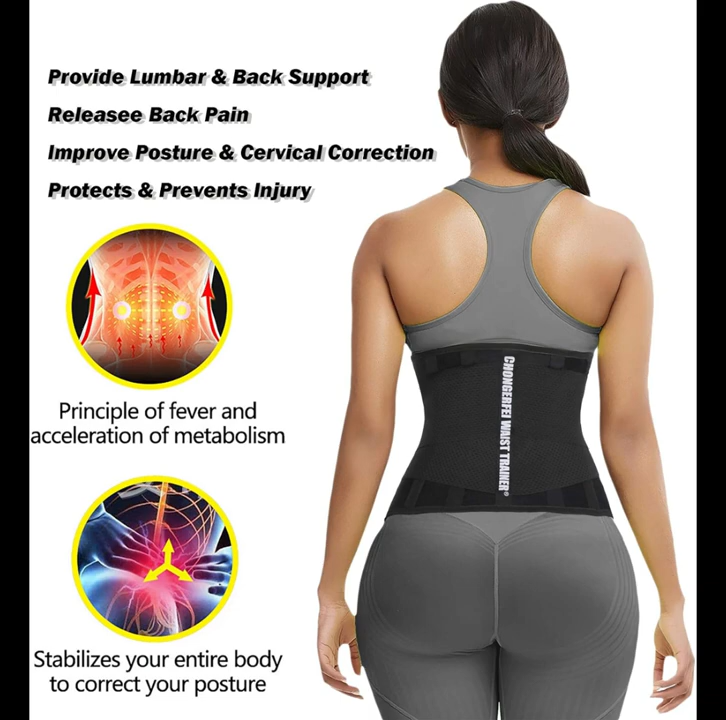 Provide Lumbar & Back Support
Releasee Back Pain
Improve Posture & Cervical Correction
Protects & Prevents Injury
Principle of fever and
acceleration of metabolism
CHONGERFEI WAIST TRAINER®
Stabilizes your entire body
to correct your posture